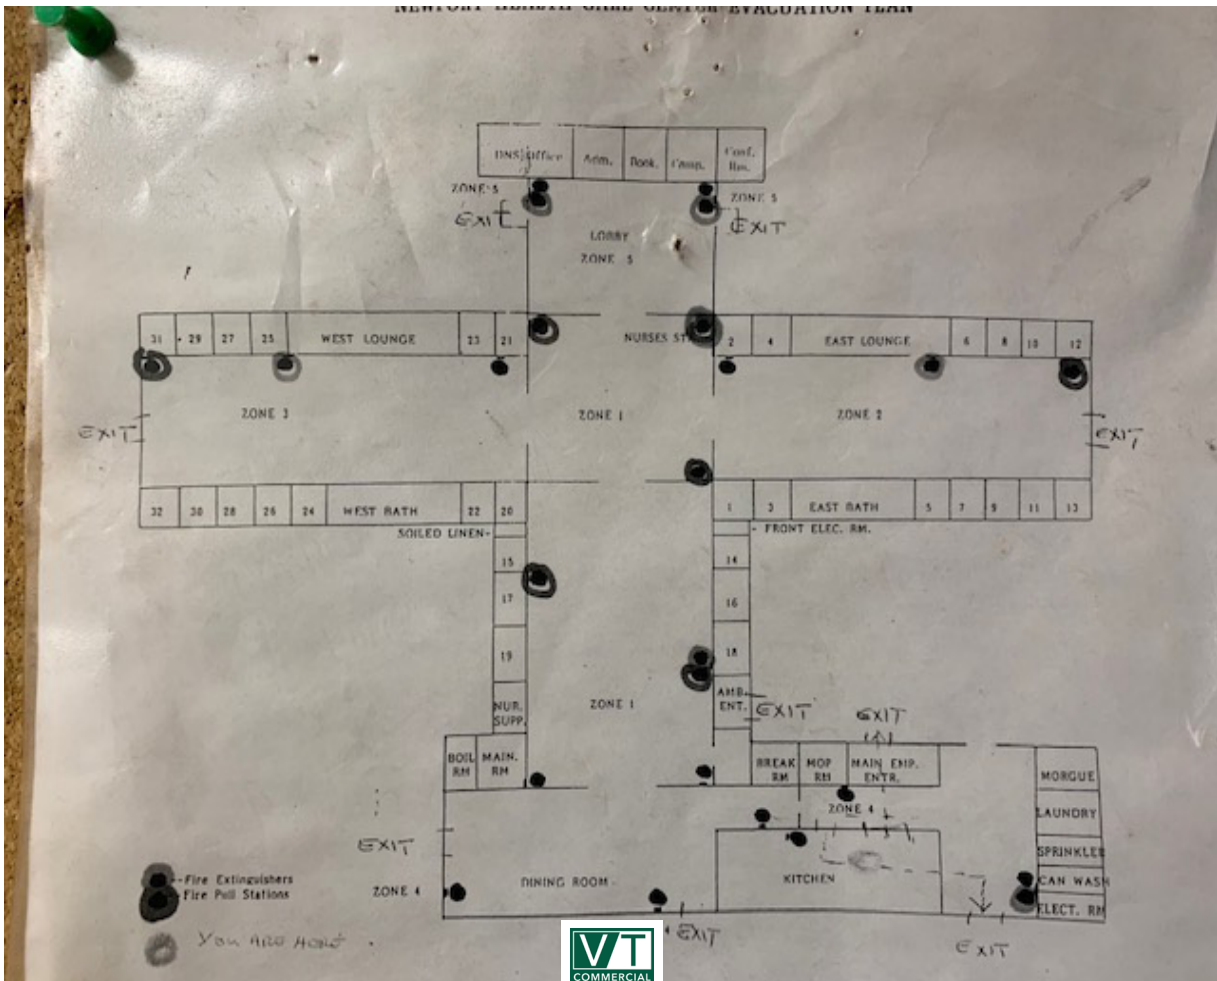 NEWPORT HEALTH CARE CENTER EVACUATION PLAN
DNS Office Adm. Book. Comp. Conf. Rm.
ZONE 5 ZONE 5
EXIT EXIT
LOBBY
ZONE 5
31 29 27 25 WEST LOUNGE 23 21 NURSES 2 4 EAST LOUNGE 6 8 10 12
ZONE 3 ZONE 1 ZONE 2
EXIT EXIT
32 30 28 26 24 WEST BATH 22 20 1 3 EAST BATH 5 7 9 11 13
SOILED LINEN- - FRONT ELEC. RM.
15 14
17 16
19 18
NUR. SUPP. ZONE 1 AMB. ENT. EXIT EXIT
BOIL RM MAIN. RM BREAK RM MOP RM MAIN EMP. ENTR. MORGUE
ZONE 4 LAUNDRY
EXIT SPRINKLER
ZONE 4 DINING ROOM KITCHEN CAN WASH
ELECT. RM
EXIT EXIT
--Fire Extinguishers
Fire Pull Stations
YOU ARE HERE
VT
COMMERCIAL